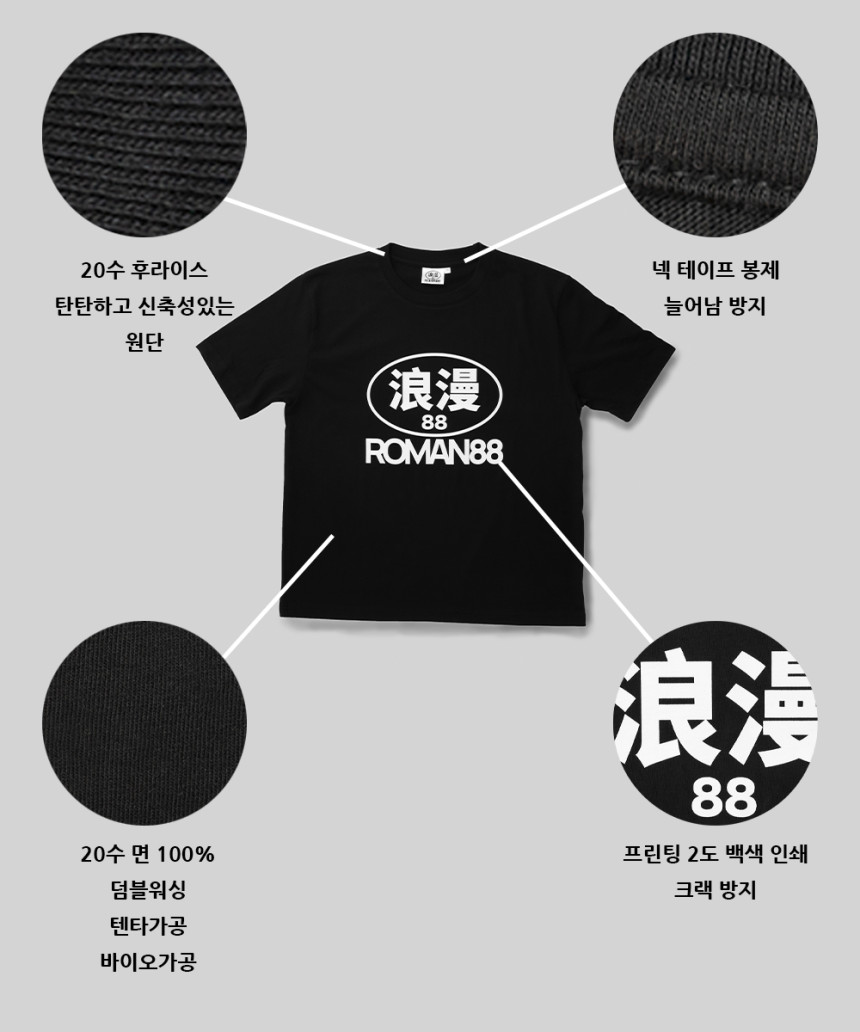 20수 후라이스
탄탄하고 신축성있는
원단
넥 테이프 봉제
늘어남 방지
浪漫
88
ROMAN88
浪漫
88
20수 면 100%
덤블워싱
텐타가공
바이오가공
프린팅 2도 백색 인쇄
크랙 방지